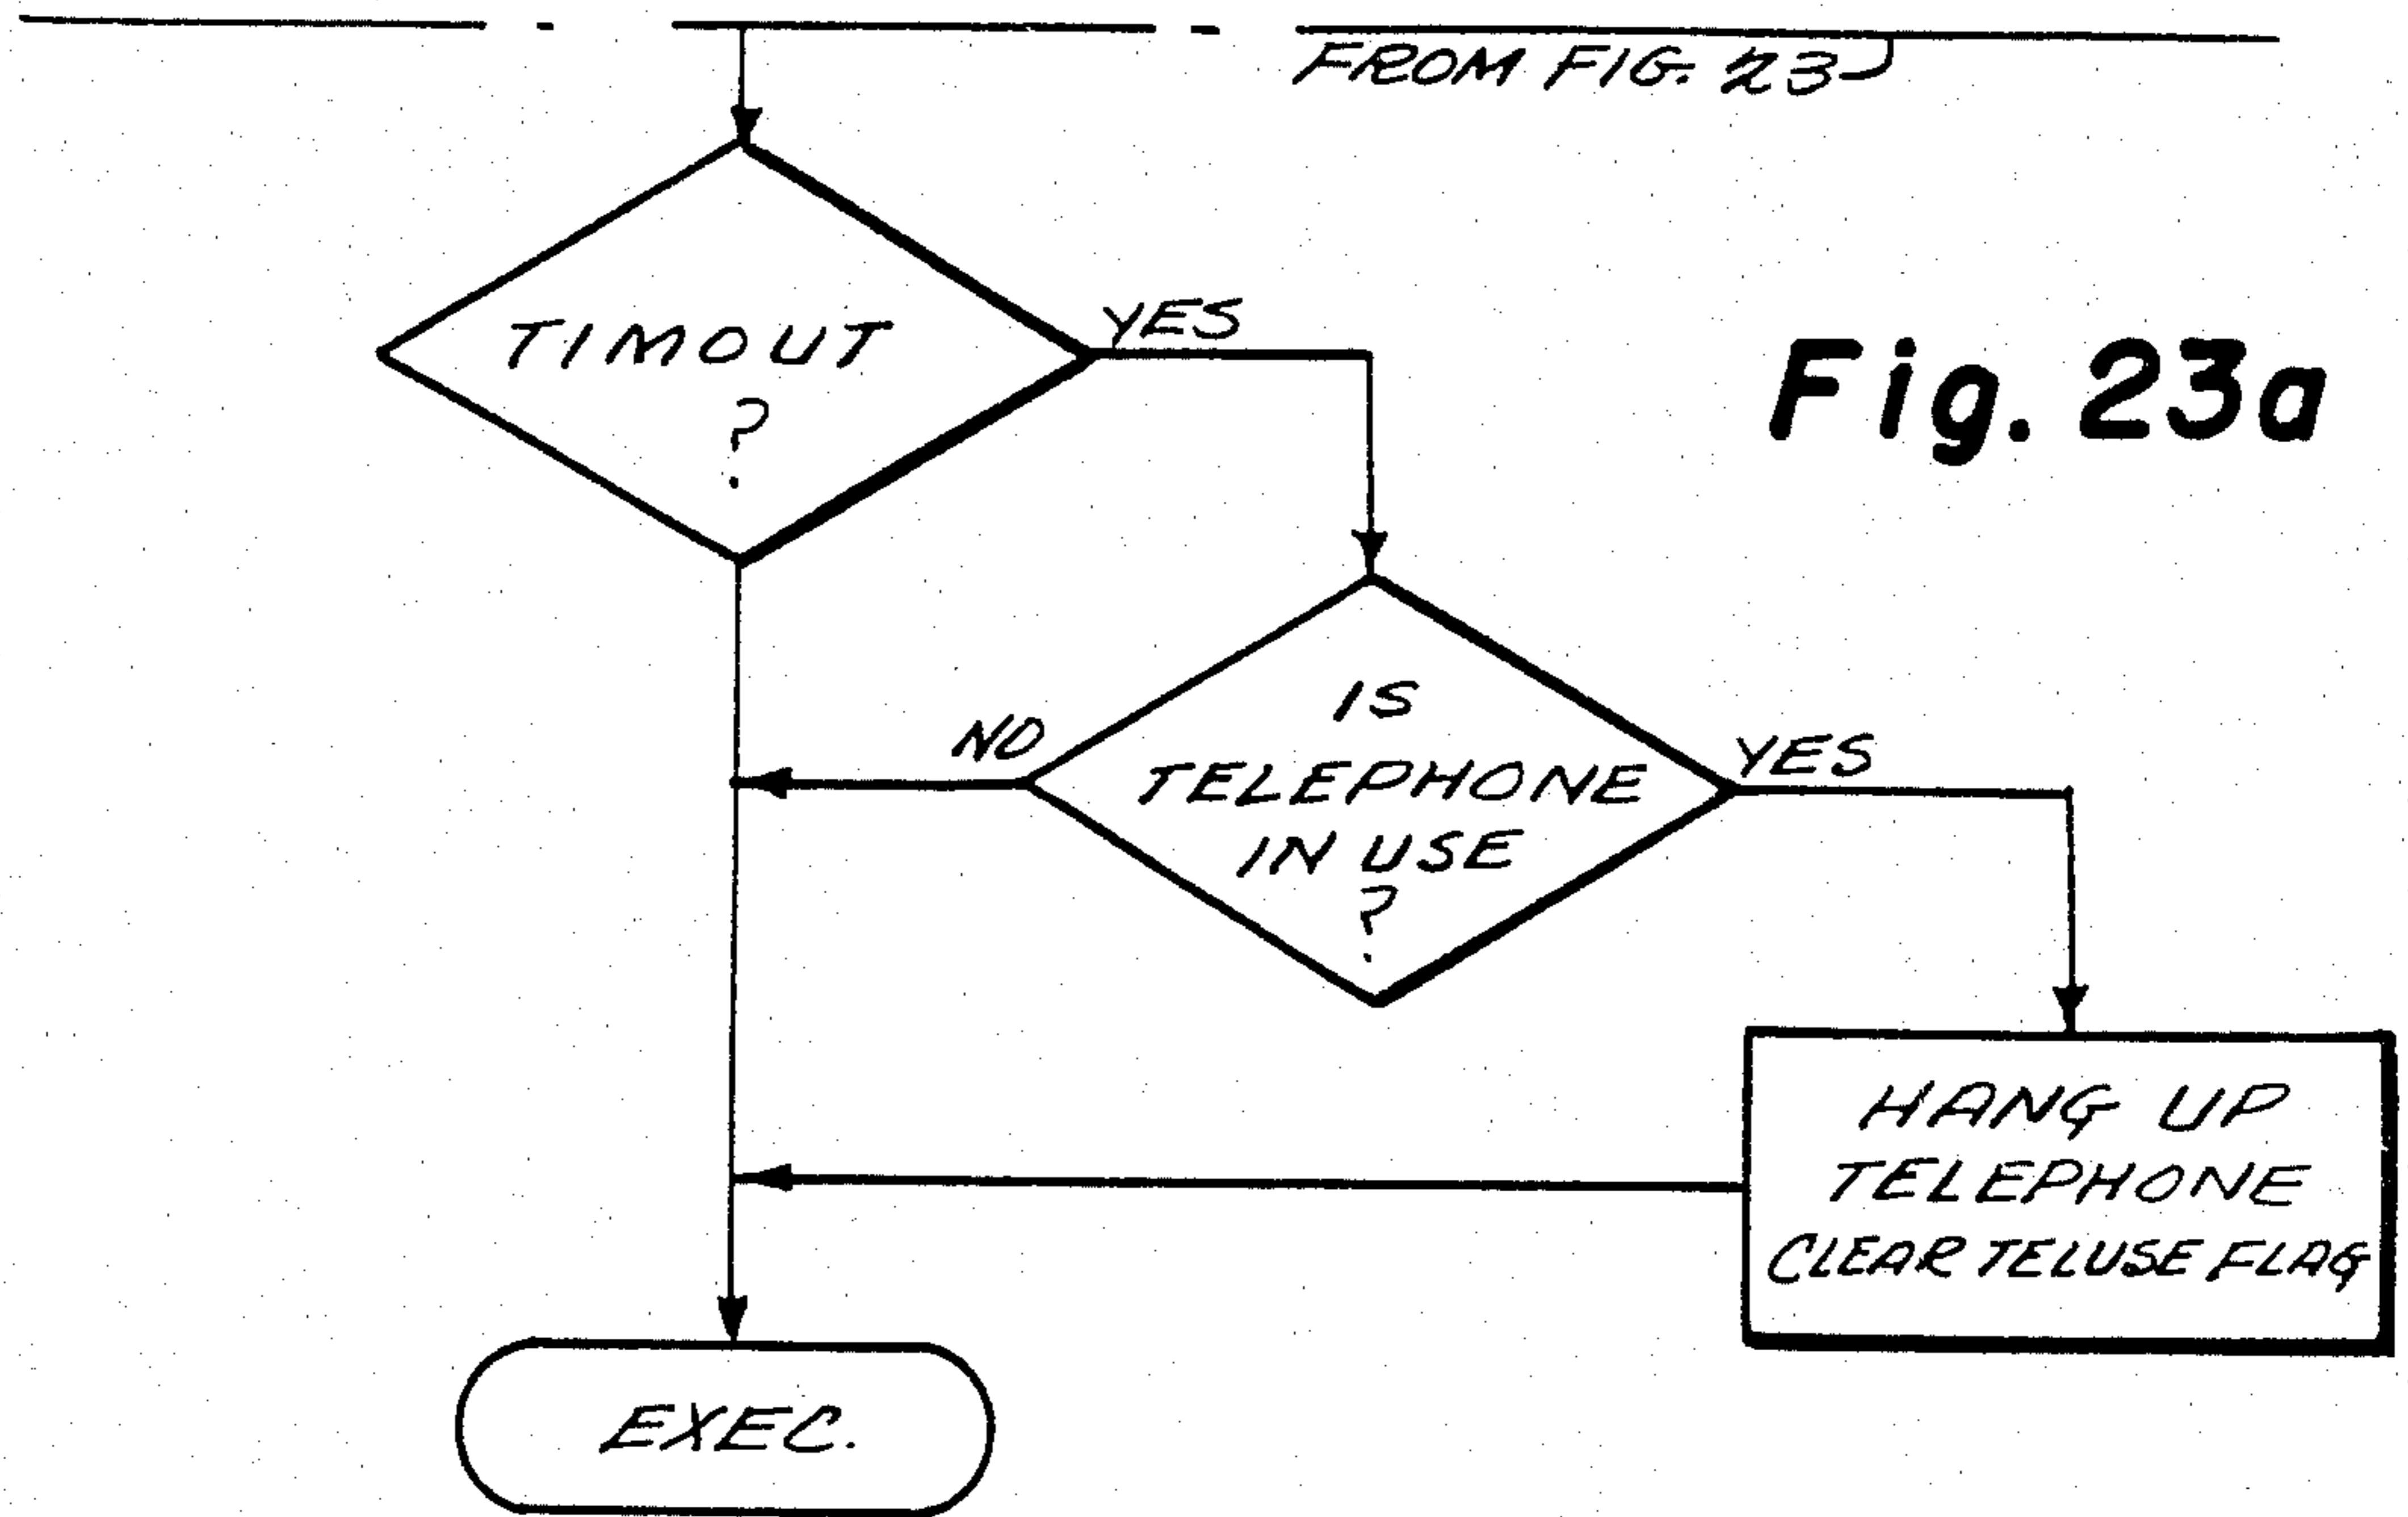 FROM FIG. 23
TIMOUT
?
YES
Fig. 23a
IS
TELEPHONE
IN USE
?
NO
YES
HANG UP
TELEPHONE
CLEAR TELUSE FLAG
EXEC.